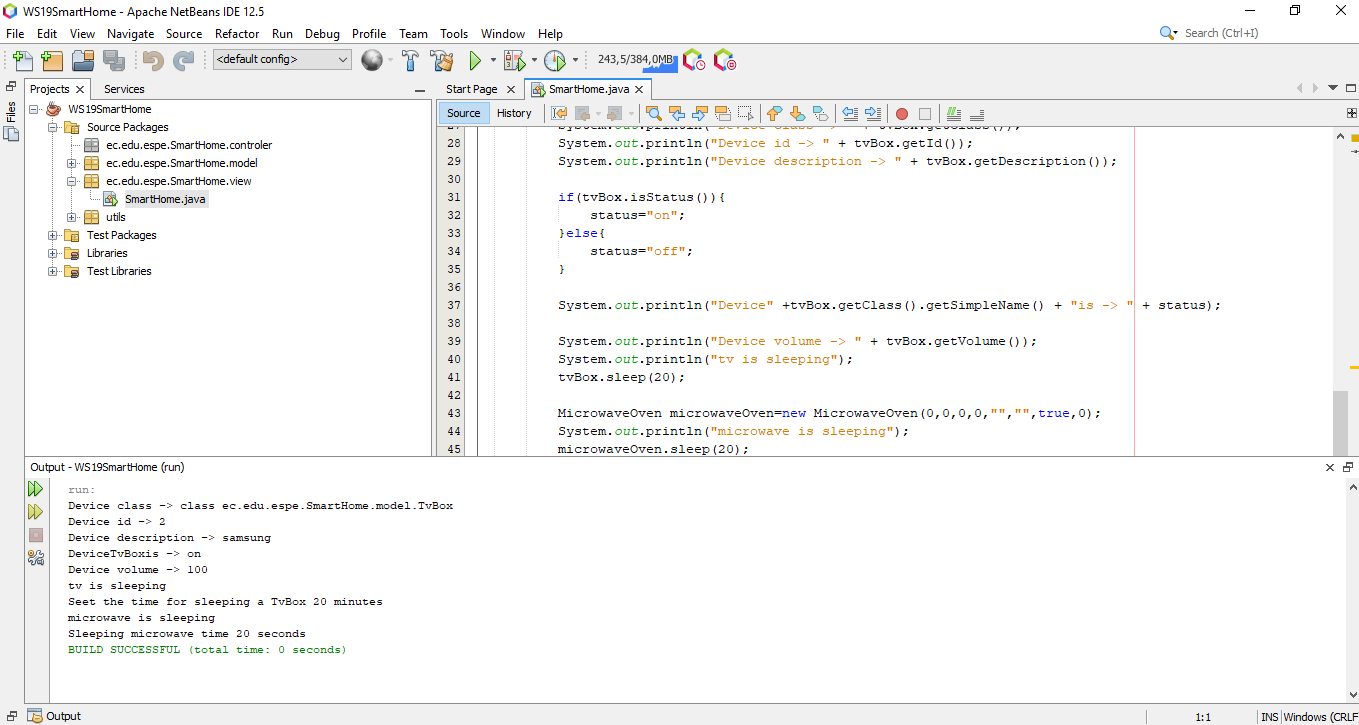 WS19SmartHome - Apache NetBeans IDE 12.5
File Edit View Navigate Source Refactor Run Debug Profile Team Tools Window Help
Search (Ctrl+I)
<default config>
243,5/384,0MB
Files
Projects
Services
WS19SmartHome
Source Packages
ec.edu.espe.SmartHome.controler
ec.edu.espe.SmartHome.model
ec.edu.espe.SmartHome.view
SmartHome.java
utils
Test Packages
Libraries
Test Libraries
Start Page
SmartHome.java
Source
History
27 System.out.println("Device class -> " + tvBox.getClass());
28 System.out.println("Device id -> " + tvBox.getId());
29 System.out.println("Device description -> " + tvBox.getDescription());
30
31 if(tvBox.isStatus()){
32 status="on";
33 }else{
34 status="off";
35 }
36
37 System.out.println("Device" +tvBox.getClass().getSimpleName() + "is -> " + status);
38
39 System.out.println("Device volume -> " + tvBox.getVolume());
40 System.out.println("tv is sleeping");
41 tvBox.sleep(20);
42
43 MicrowaveOven microwaveOven=new MicrowaveOven(0,0,0,0,"","",true,0);
44 System.out.println("microwave is sleeping");
45 microwaveOven.sleep(20);
Output - WS19SmartHome (run)
run:
Device class -> class ec.edu.espe.SmartHome.model.TvBox
Device id -> 2
Device description -> samsung
DeviceTvBoxis -> on
Device volume -> 100
tv is sleeping
Seet the time for sleeping a TvBox 20 minutes
microwave is sleeping
Sleeping microwave time 20 seconds
BUILD SUCCESSFUL (total time: 0 seconds)
Output
1:1
INS
Windows (CRLF